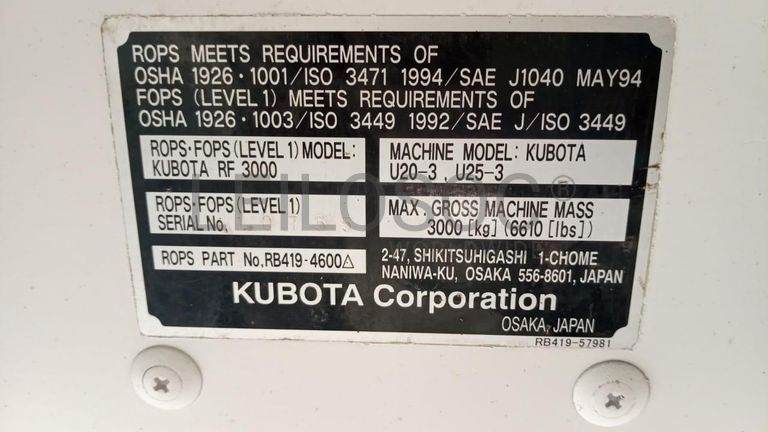 ROPS MEETS REQUIREMENTS OF
OSHA 1926・1001/ISO 3471 1994/SAE J1040 MAY94
FOPS (LEVEL 1) MEETS REQUIREMENTS OF
OSHA 1926・1003/ISO 3449 1992/SAE J/ISO 3449
ROPS・FOPS (LEVEL 1) MODEL:
KUBOTA RF 3000
MACHINE MODEL: KUBOTA
U20-3, U25-3
ROPS・FOPS (LEVEL 1)
SERIAL No.
MAX. GROSS MACHINE MASS
3000 [kg] (6610 [lbs])
LEILOSOC®
WORLDWIDE
ROPS PART No. RB419-4600△
2-47, SHIKITSUHIGASHI 1-CHOME
NANIWA-KU, OSAKA 556-8601, JAPAN
KUBOTA Corporation
OSAKA, JAPAN
RB419-57981